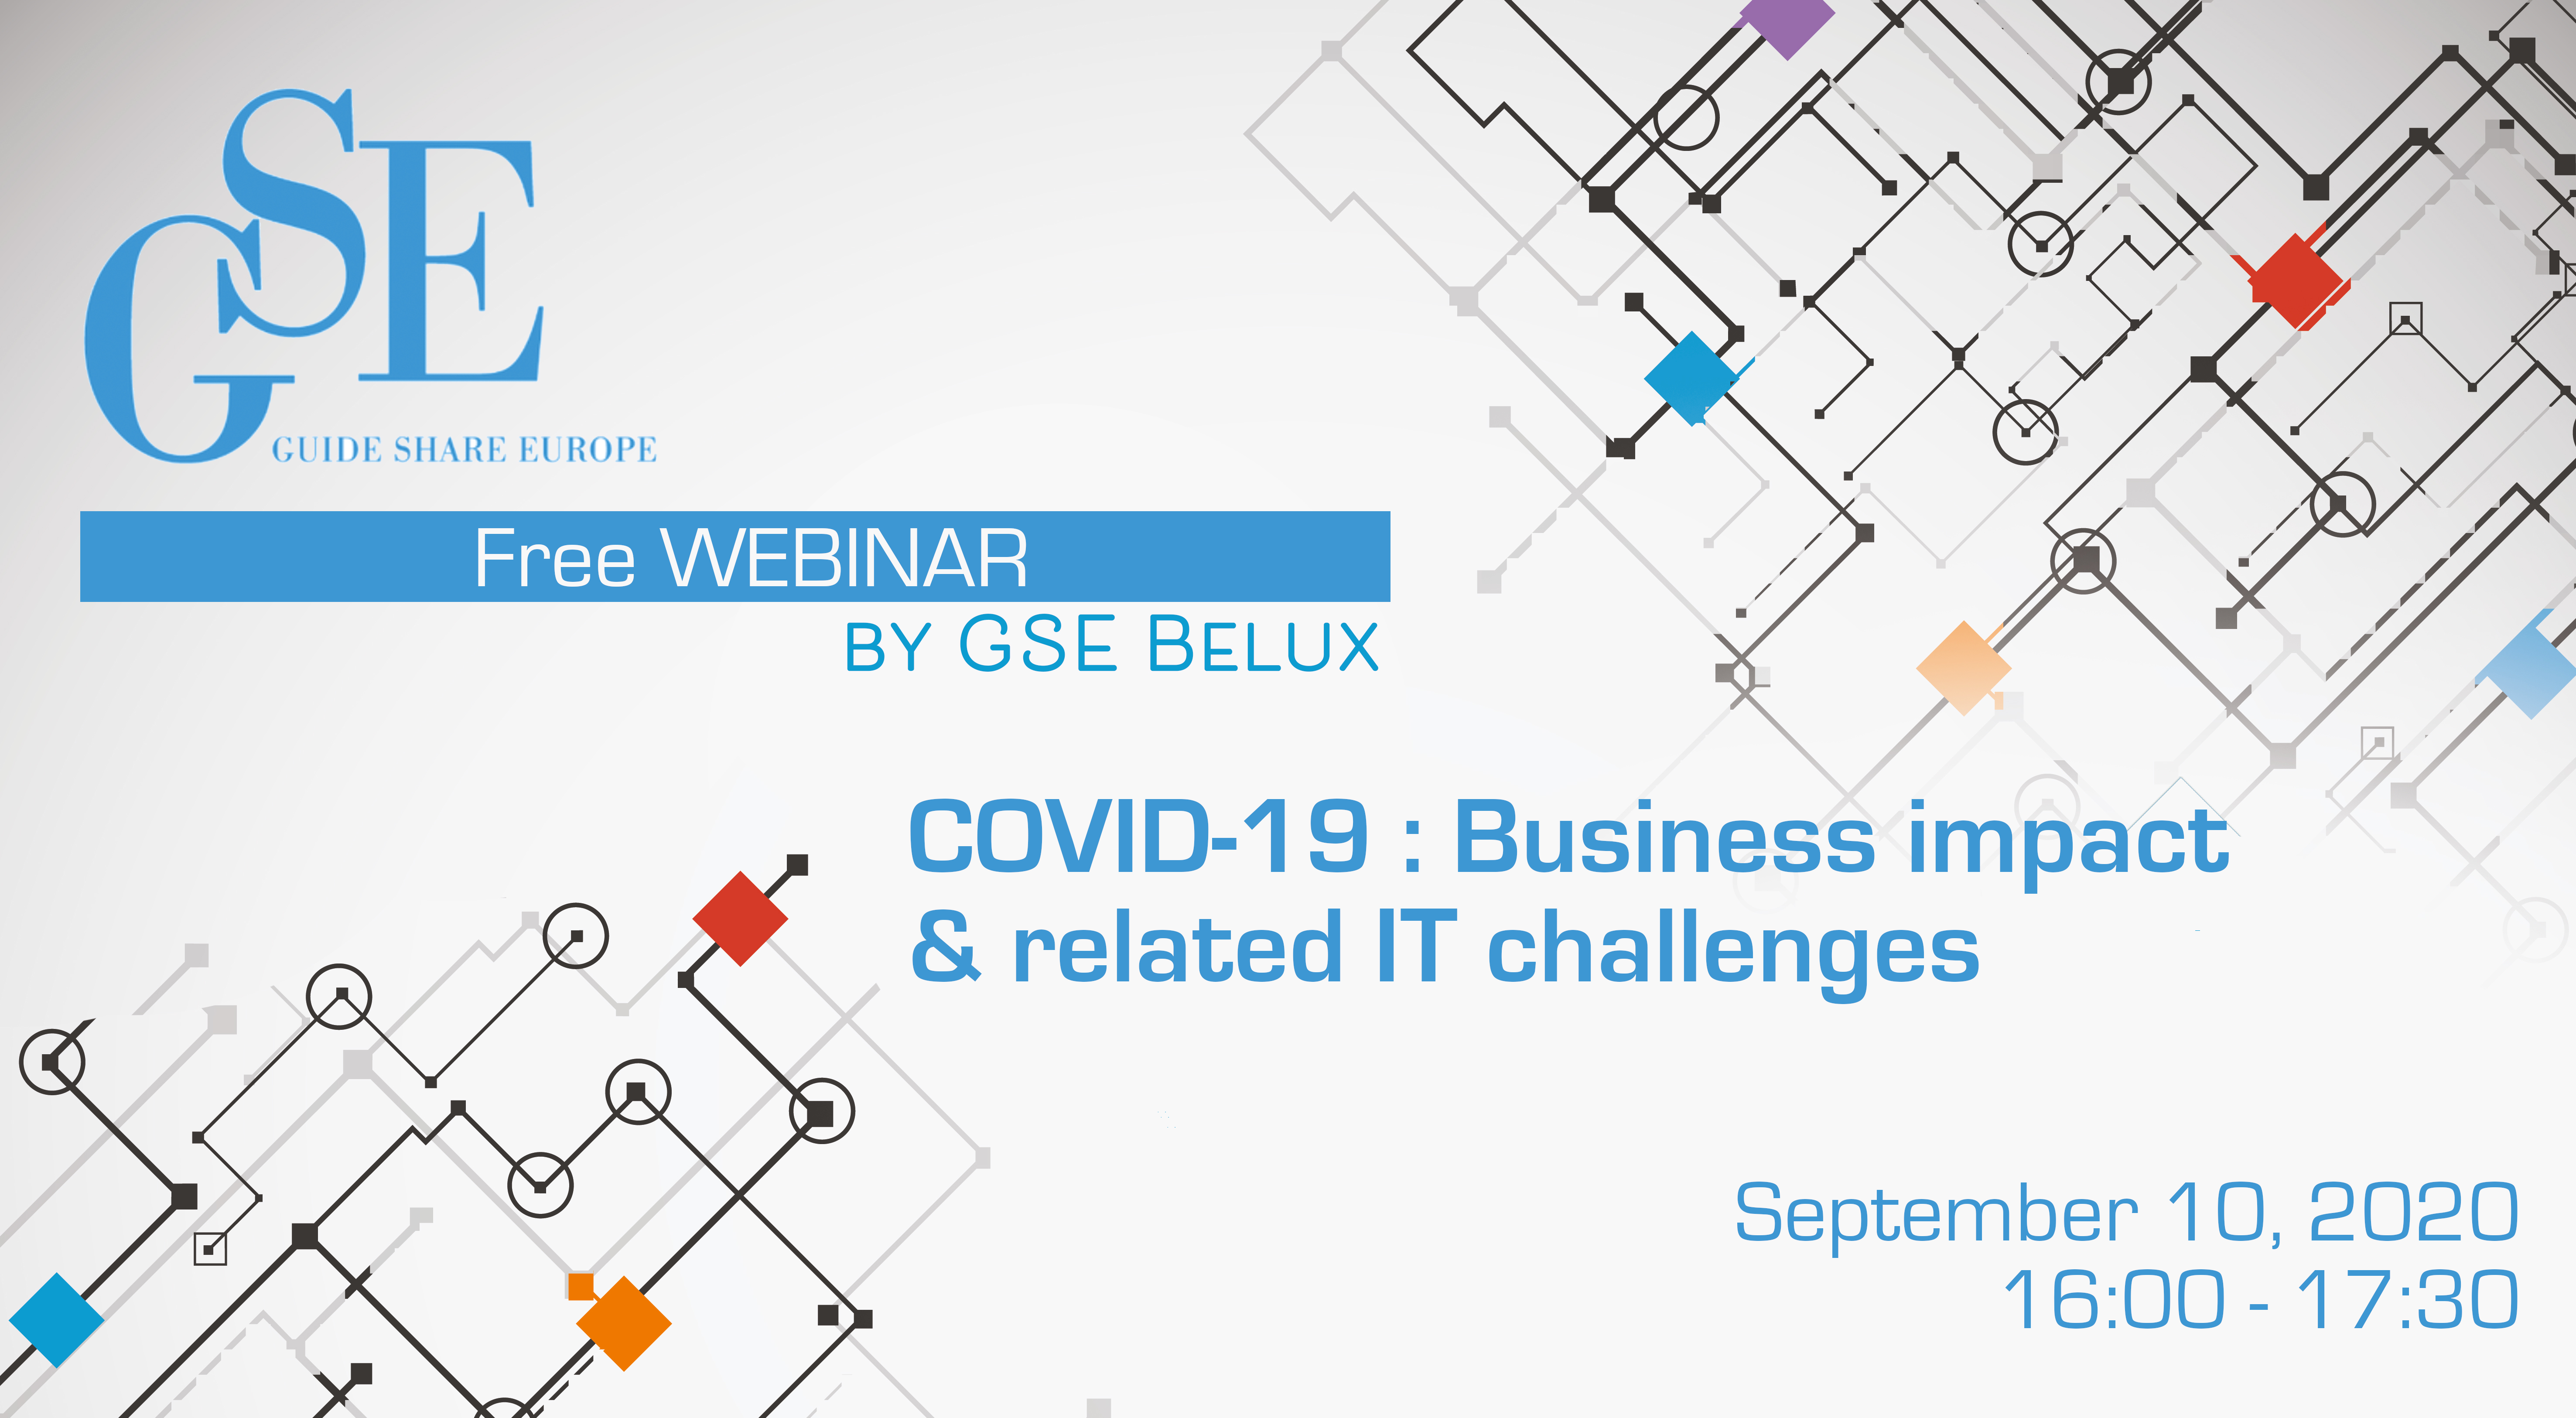 GSE
GUIDE SHARE EUROPE
Free WEBINAR
BY GSE BELUX
COVID-19 : Business impact
& related IT challenges
September 10, 2020
16:00 - 17:30